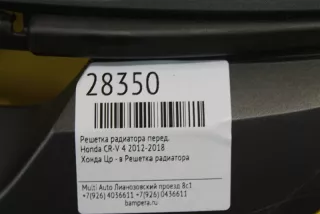 28350
Решетка радиатора перед.
Honda CR-V 4 2012-2018
Хонда Цр - в Решетка радиатора
Multi Auto Лианозовский проезд 8с1
+7(926) 4036611 +7(926) 0436611
bampera.ru